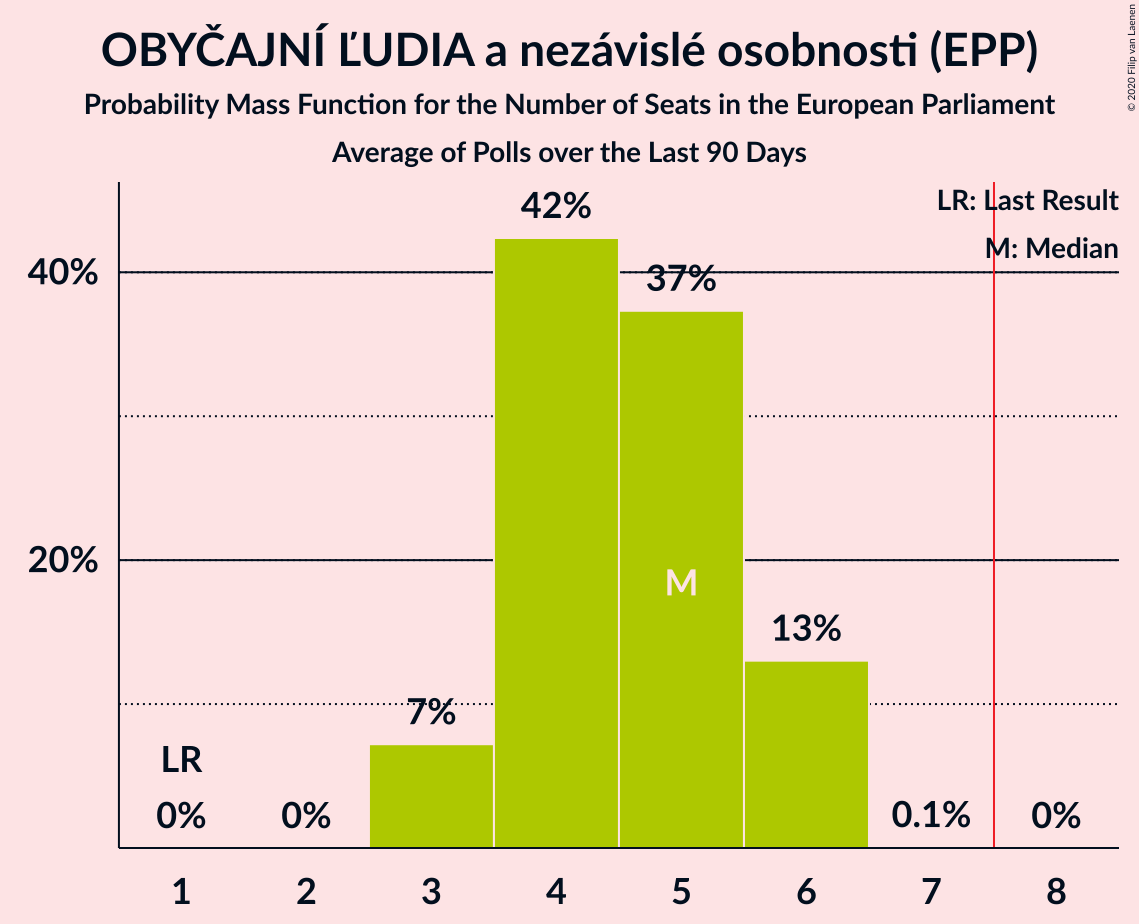 OBYČAJNÍ ĽUDIA a nezávislé osobnosti (EPP)
Probability Mass Function for the Number of Seats in the European Parliament
Average of Polls over the Last 90 Days
© 2020 Filip van Laenen
LR: Last Result
M: Median
42%
40%
37%
20%
M
13%
7%
LR
0%
0%
0.1%
0%
1 2 3 4 5 6 7 8